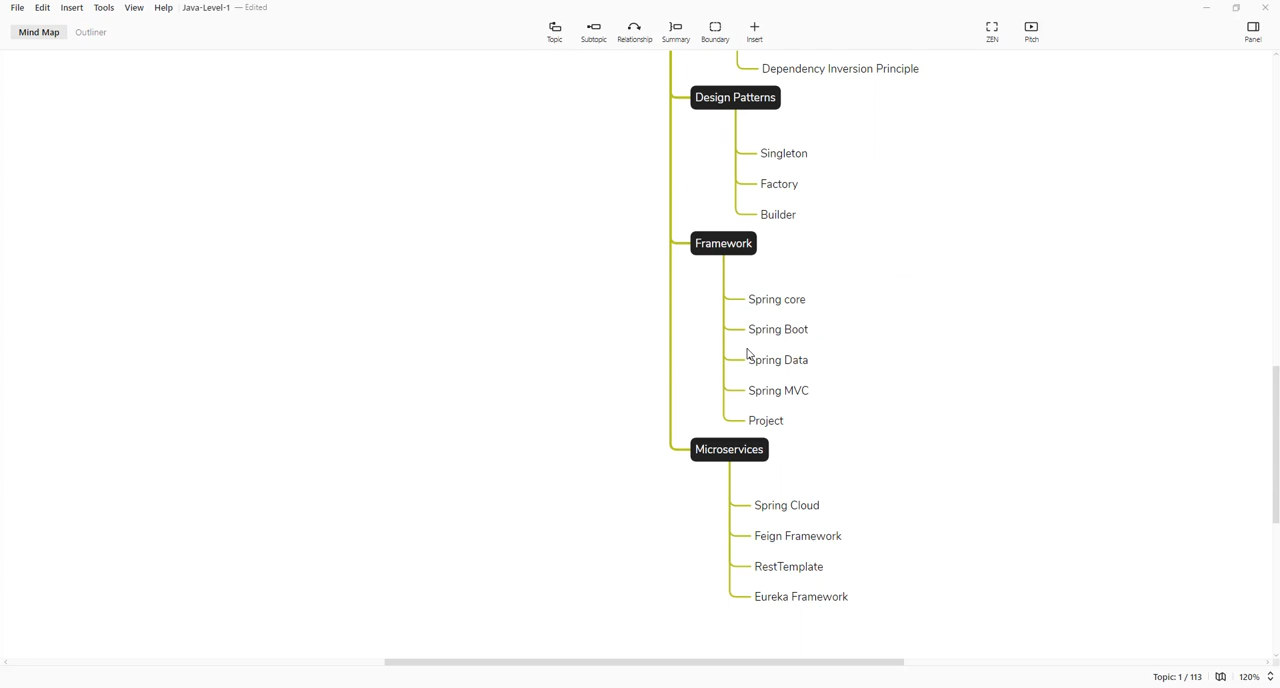 File Edit Insert Tools View Help Java-Level-1 — Edited
Mind Map Outliner
Topic Subtopic Relationship Summary Boundary Insert ZEN Pitch Panel
Dependency Inversion Principle
Design Patterns
Singleton
Factory
Builder
Framework
Spring core
Spring Boot
Spring Data
Spring MVC
Project
Microservices
Spring Cloud
Feign Framework
RestTemplate
Eureka Framework
Topic: 1 / 113 120%